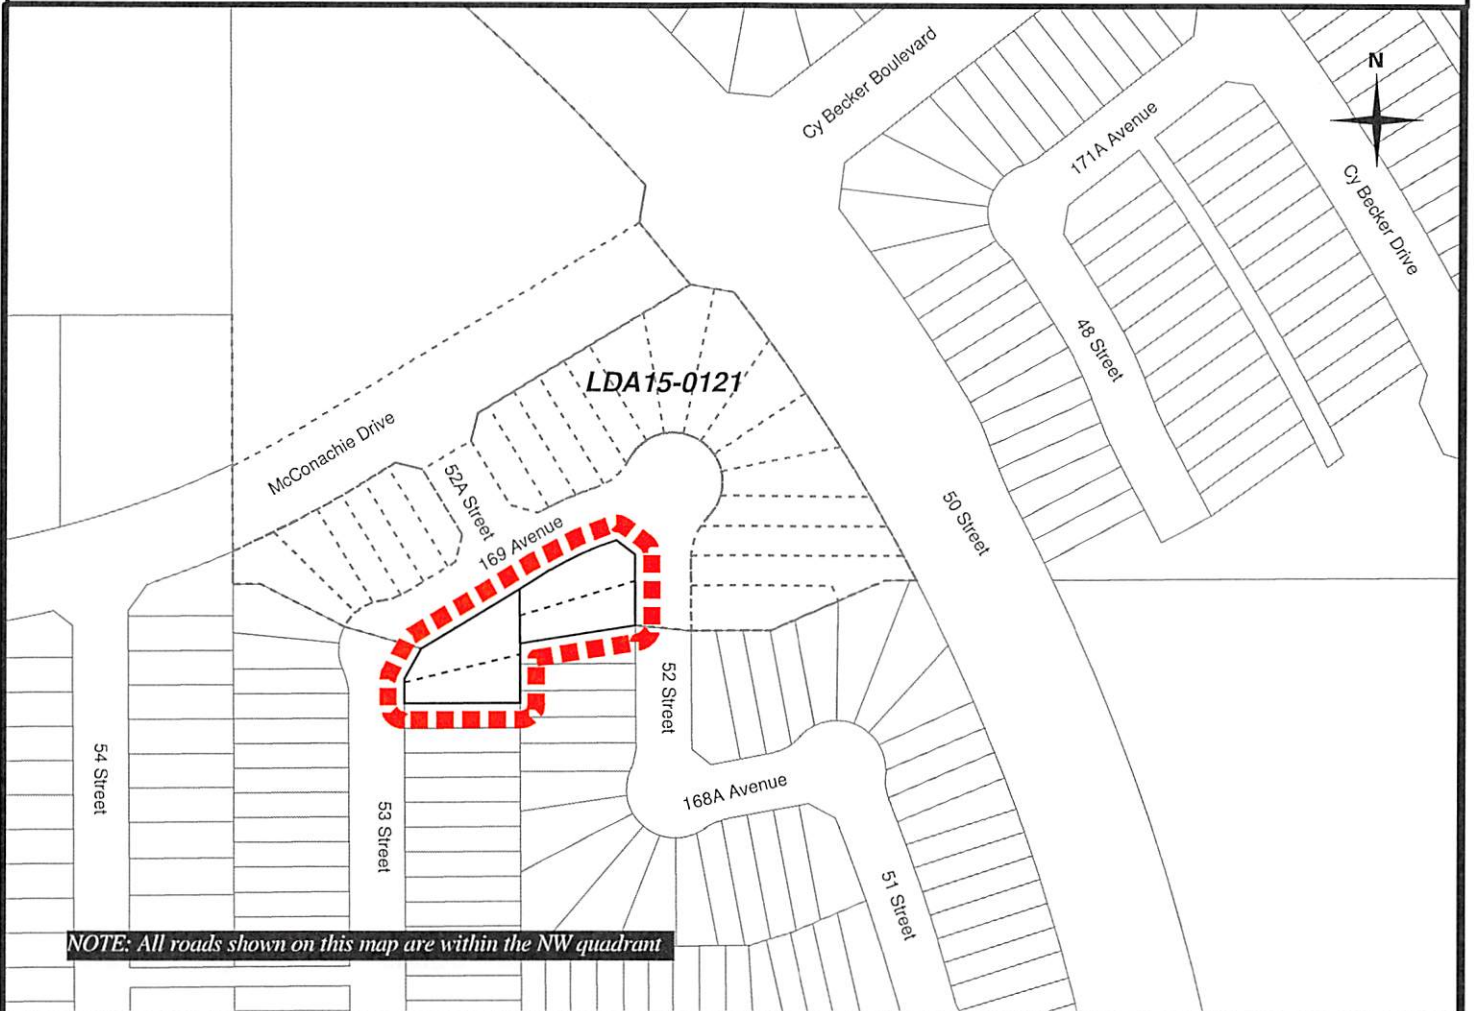 Cy Becker Boulevard
N
171A Avenue
Cy Becker Drive
48 Street
LDA15-0121
McConachie Drive
52A Street
169 Avenue
50 Street
52 Street
54 Street
53 Street
168A Avenue
51 Street
NOTE: All roads shown on this map are within the NW quadrant